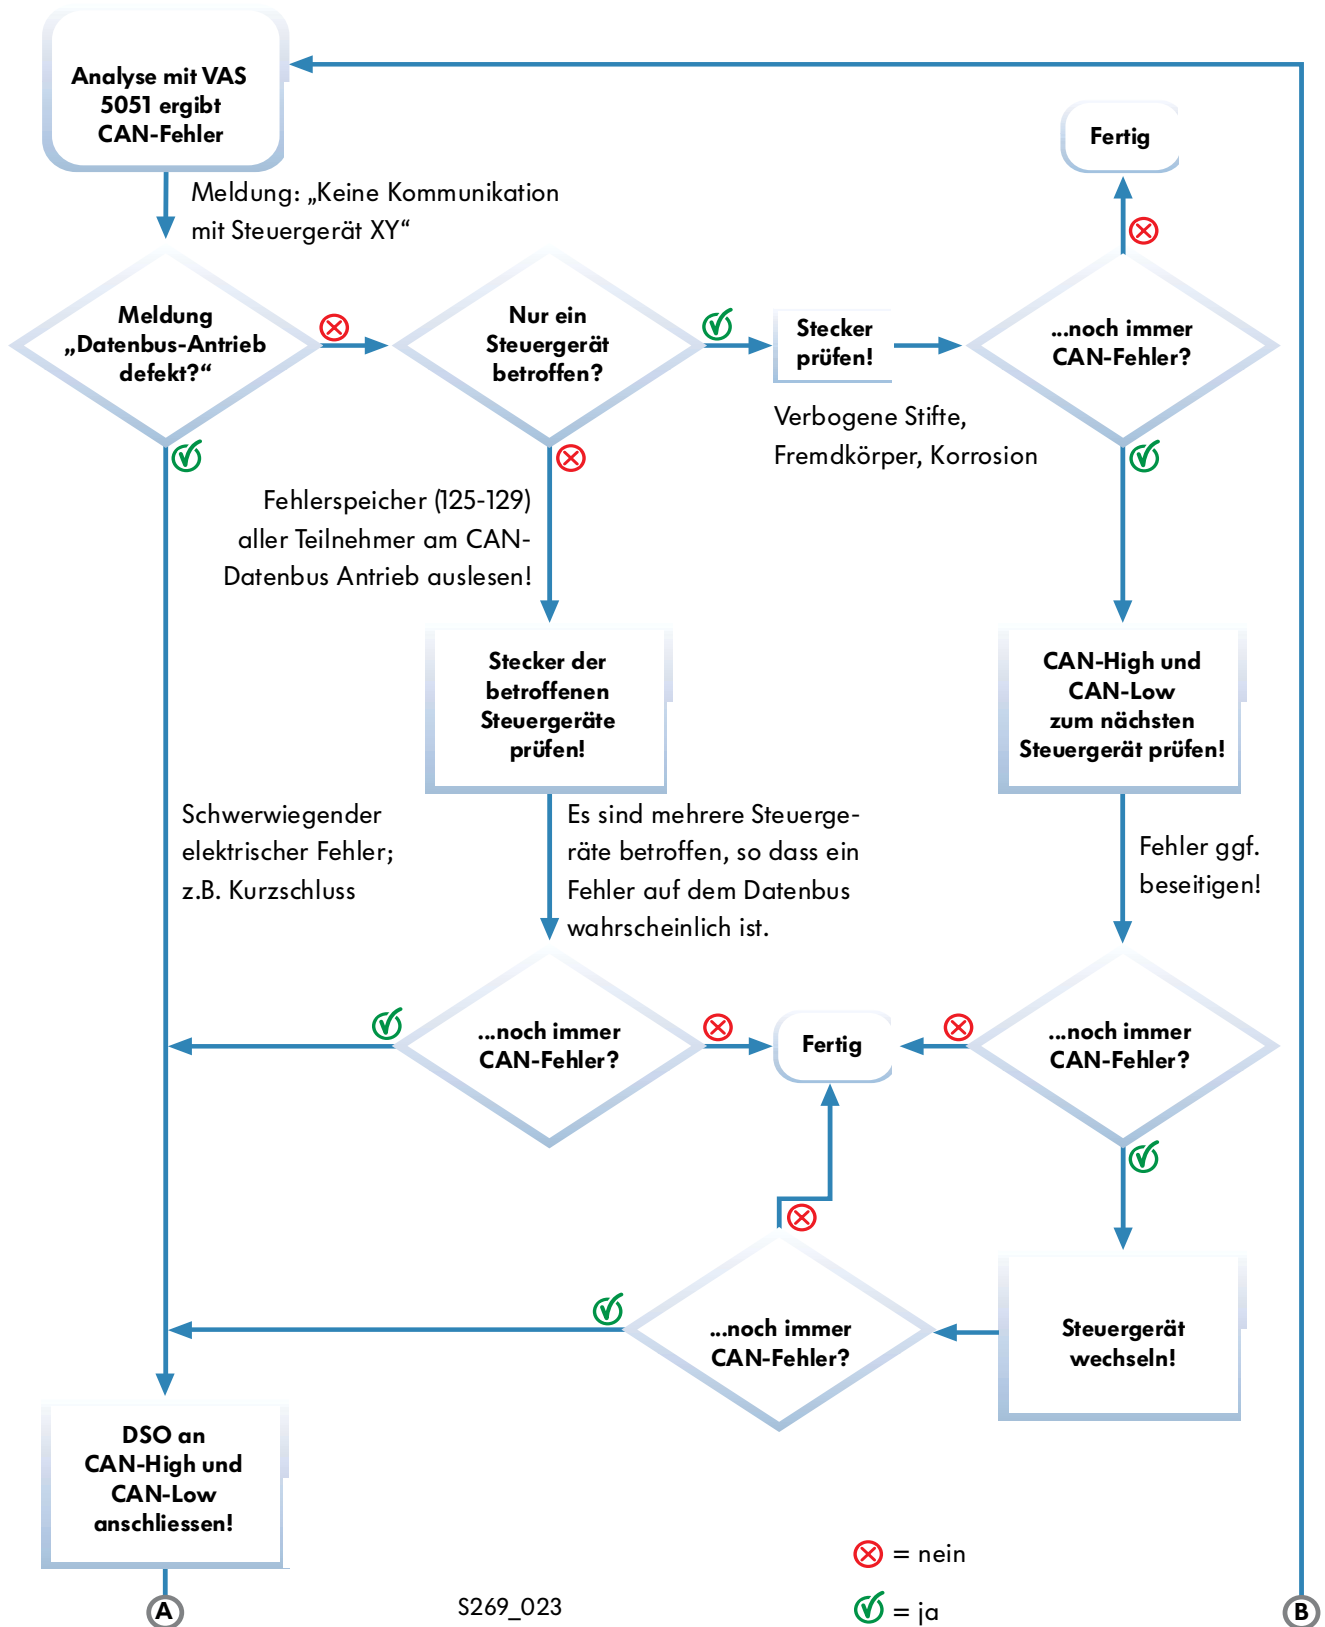 Analyse mit VAS
5051 ergibt
CAN-Fehler
Fertig
Meldung: „Keine Kommunikation
mit Steuergerät XY“
Meldung
„Datenbus-Antrieb
defekt?“
Nur ein
Steuergerät
betroffen?
Stecker
prüfen!
...noch immer
CAN-Fehler?
Verbogene Stifte,
Fremdkörper, Korrosion
Fehlerspeicher (125-129)
aller Teilnehmer am CAN-
Datenbus Antrieb auslesen!
Stecker der
betroffenen
Steuergeräte
prüfen!
CAN-High und
CAN-Low
zum nächsten
Steuergerät prüfen!
Schwerwiegender
elektrischer Fehler;
z.B. Kurzschluss
Es sind mehrere Steuerge-
räte betroffen, so dass ein
Fehler auf dem Datenbus
wahrscheinlich ist.
Fehler ggf.
beseitigen!
...noch immer
CAN-Fehler?
Fertig
...noch immer
CAN-Fehler?
...noch immer
CAN-Fehler?
Steuergerät
wechseln!
DSO an
CAN-High und
CAN-Low
anschliessen!
= nein
A
S269_023
= ja
B